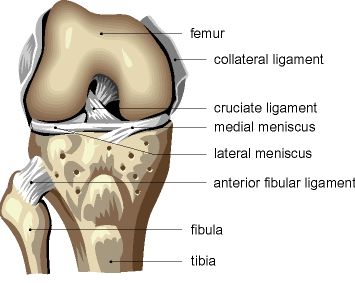 femur
collateral ligament
cruciate ligament
medial meniscus
lateral meniscus
anterior fibular ligament
fibula
tibia